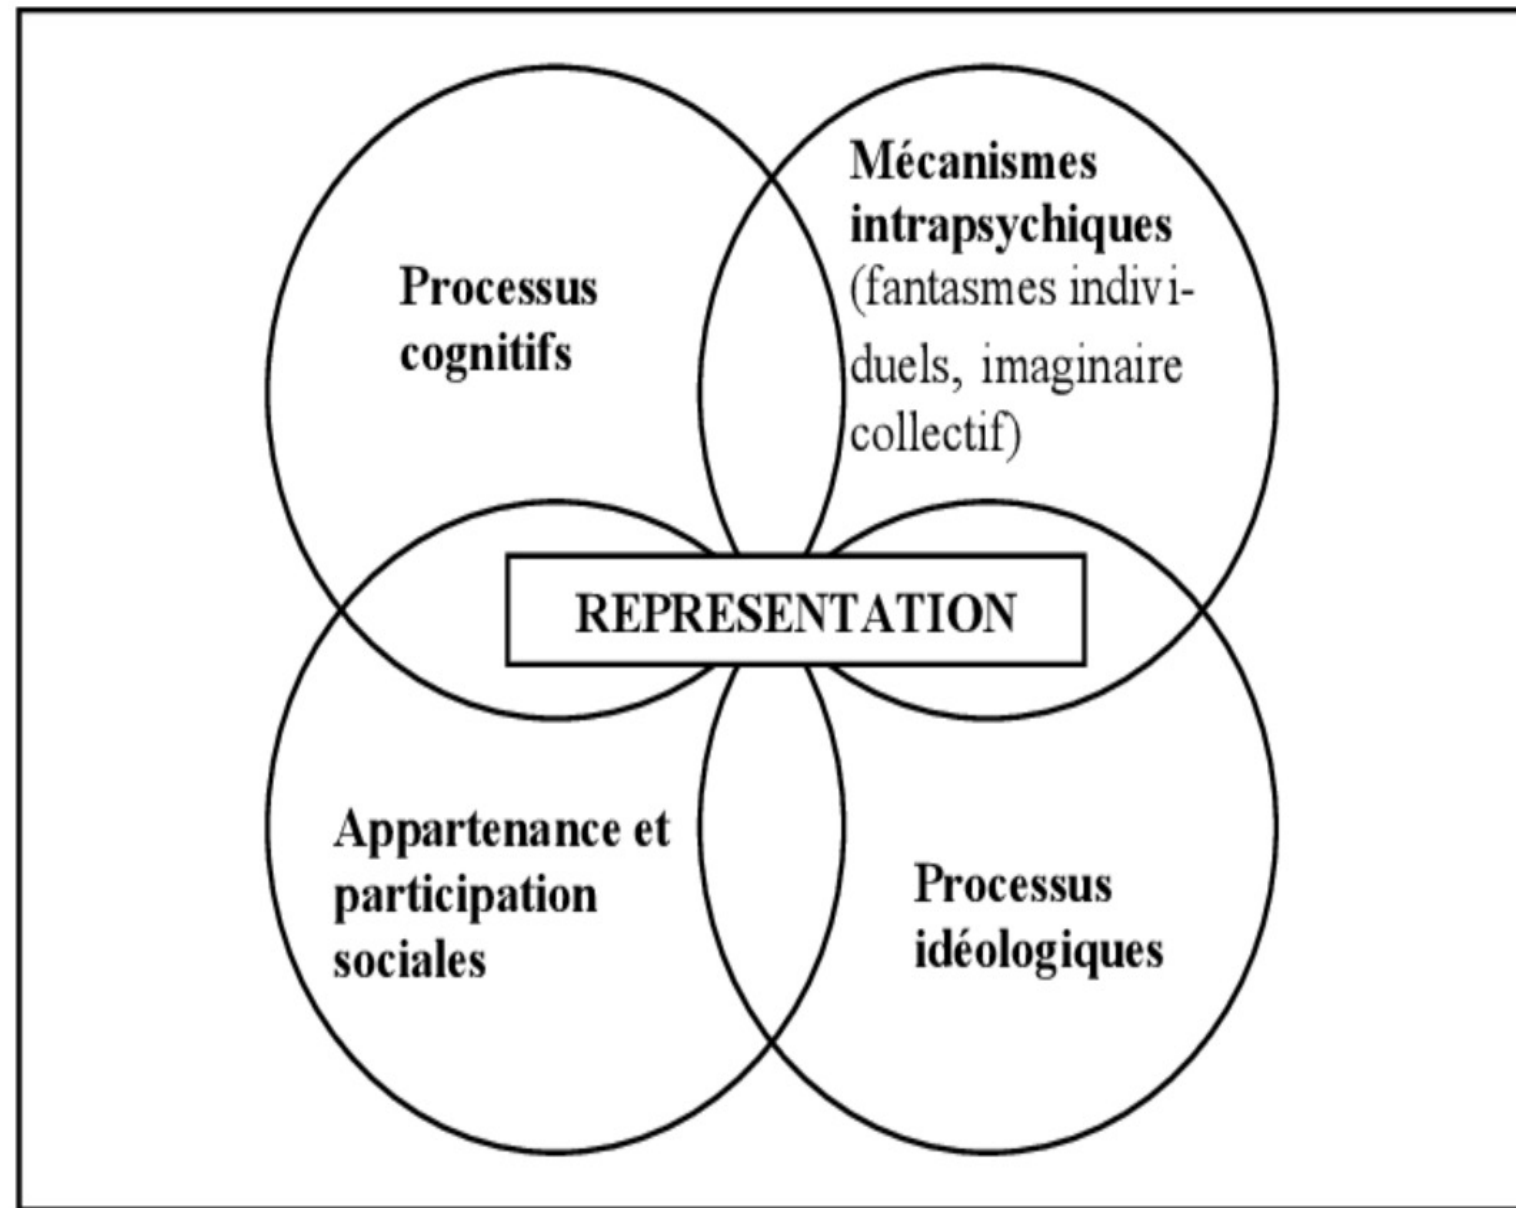 Processus
cognitifs
Mécanismes
intrapsychiques
(fantasmes indivi-
duels, imaginaire
collectif)
REPRESENTATION
Appartenance et
participation
sociales
Processus
idéologiques